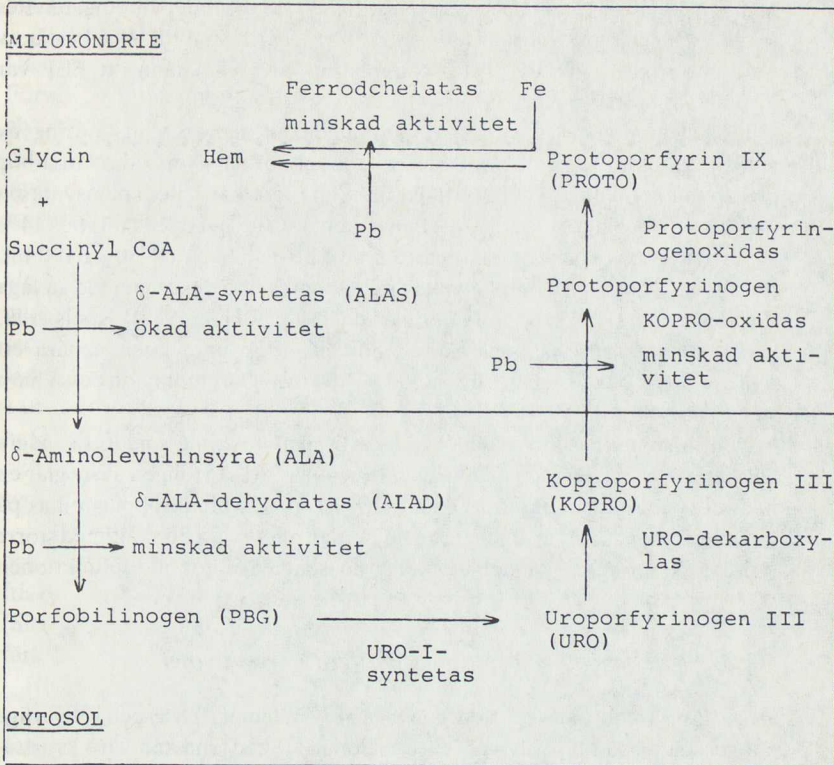 MITOKONDRIE
Ferrodchelatas
minskad aktivitet
Fe
Glycin
Hem
Protoporfyrin IX
(PROTO)
+
Pb
Succinyl CoA
Protoporfyrin-
ogenoxidas
δ-ALA-syntetas (ALAS)
Protoporfyrinogen
Pb
ökad aktivitet
KOPRO-oxidas
Pb
minskad akti-
vitet
δ-Aminolevulinsyra (ALA)
Koproporfyrinogen III
(KOPRO)
δ-ALA-dehydratas (ALAD)
Pb
minskad aktivitet
URO-dekarboxy-
las
Porfobilinogen (PBG)
Uroporfyrinogen III
(URO)
URO-I-
syntetas
CYTOSOL